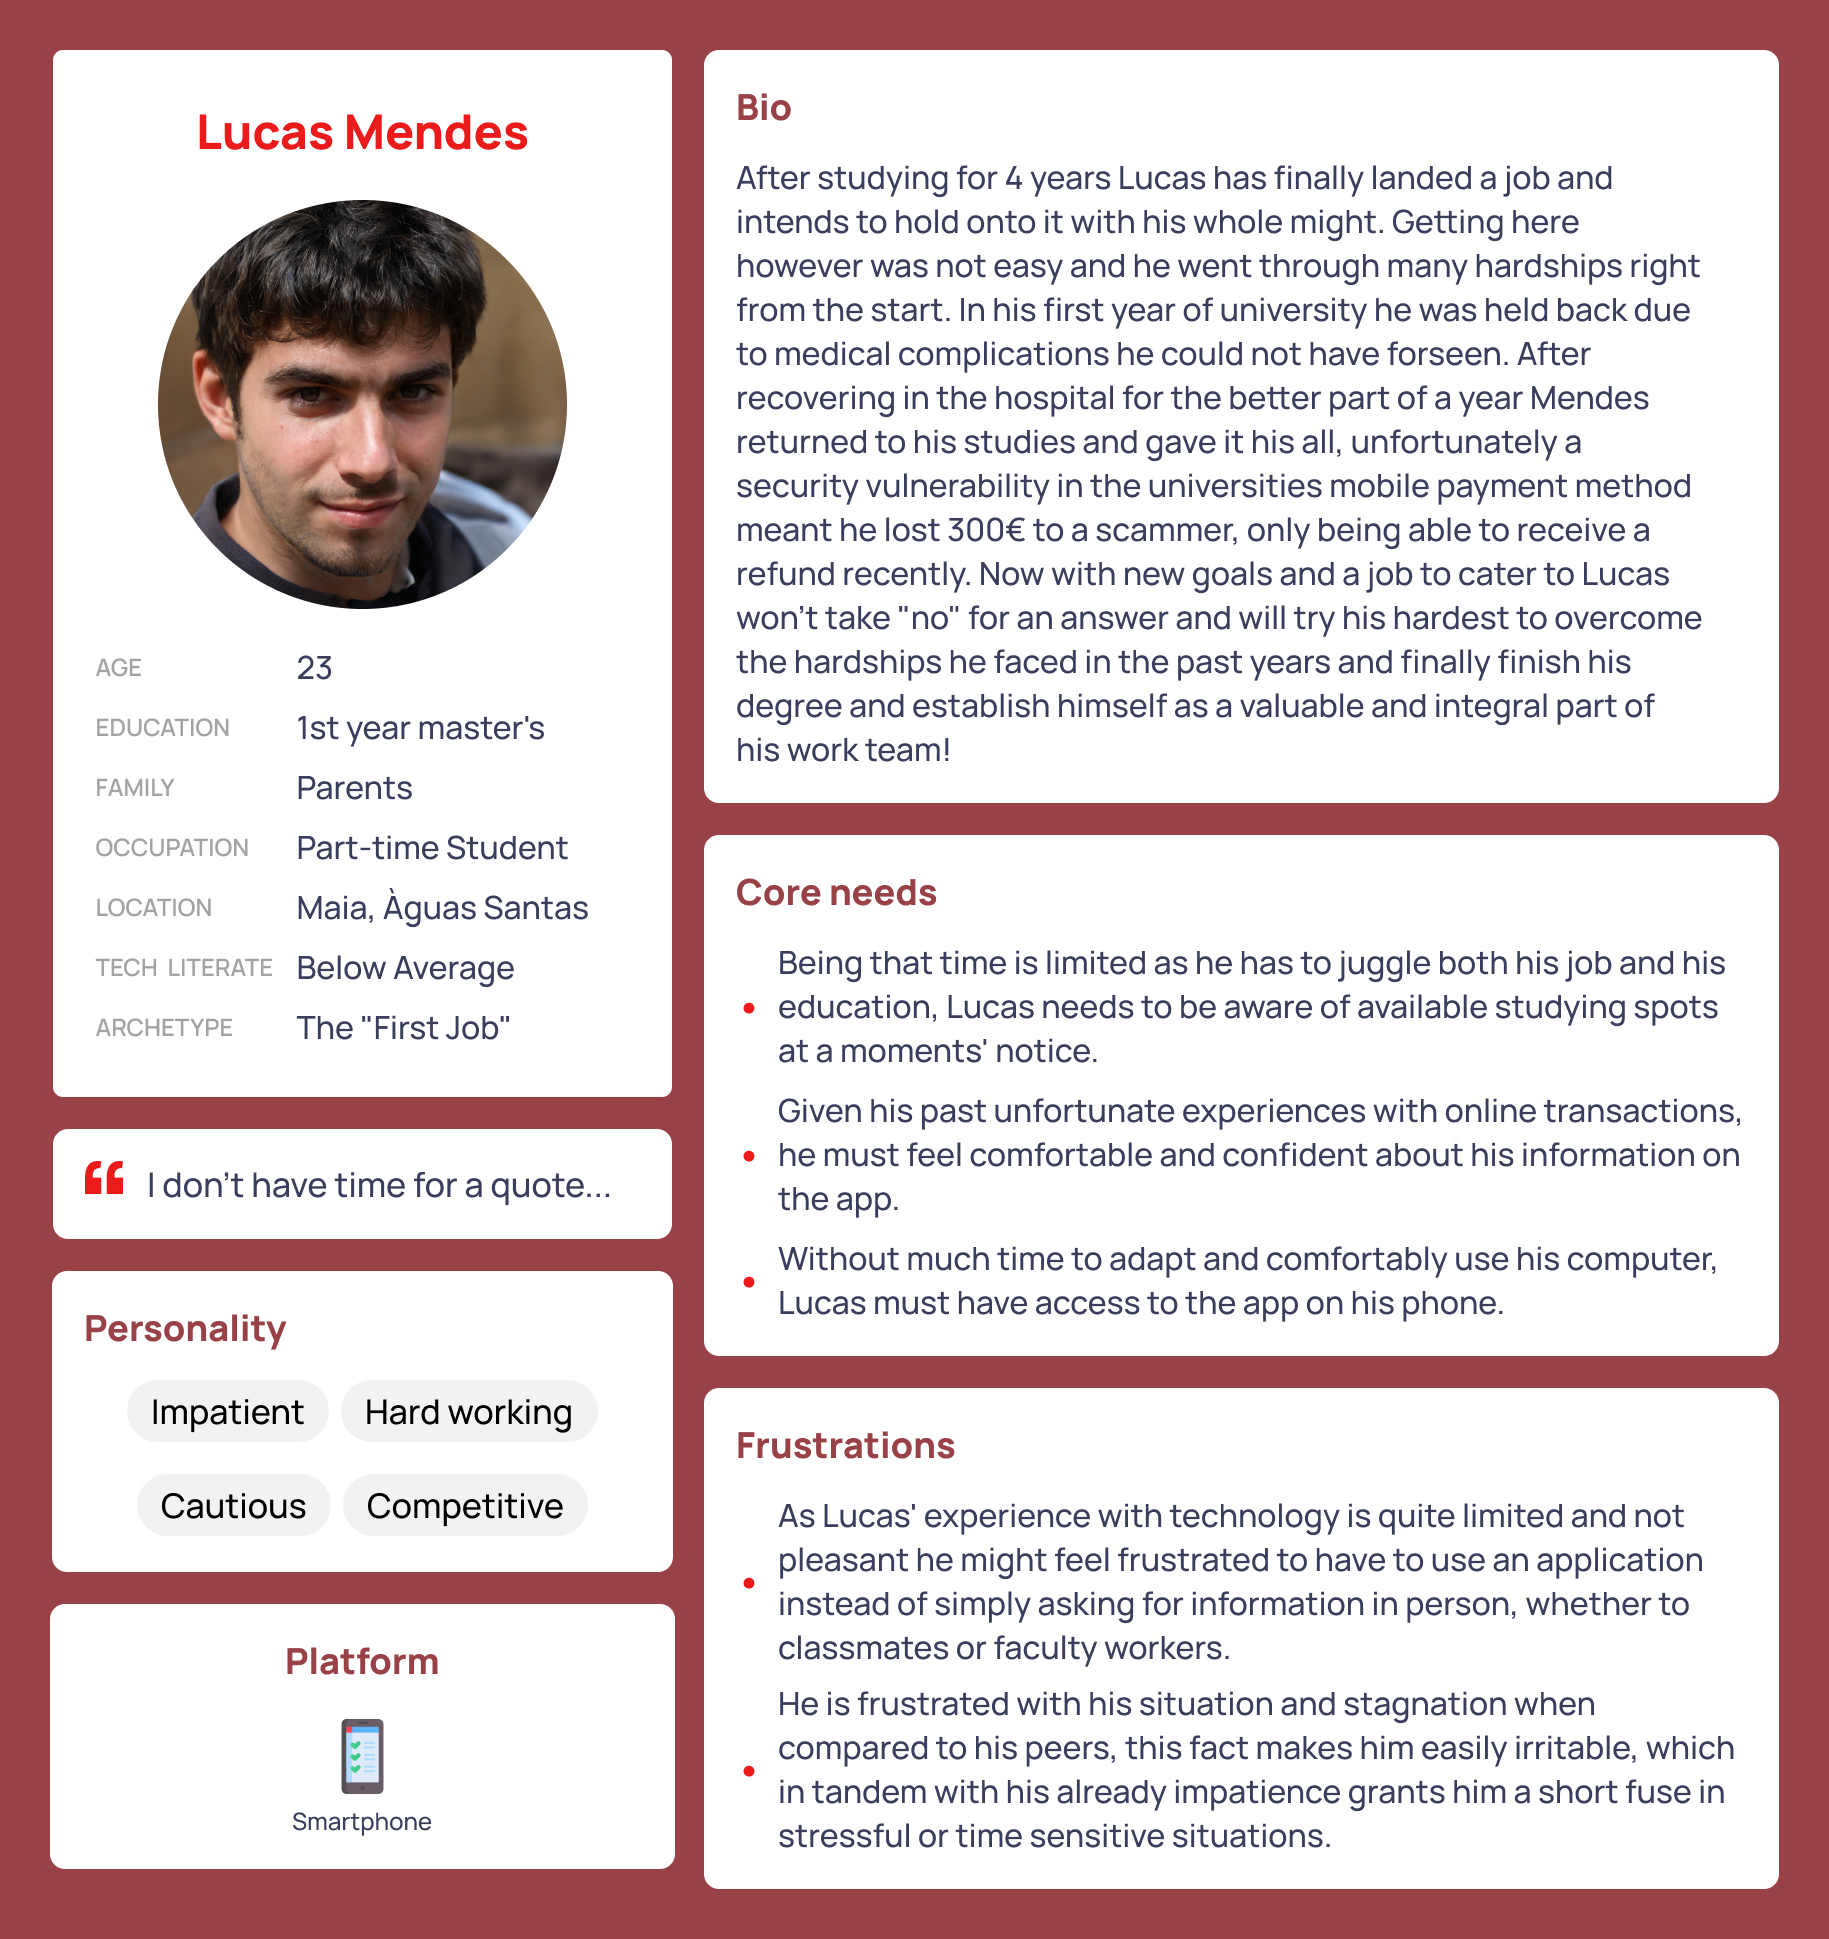 Lucas Mendes
AGE 23
EDUCATION 1st year master's
FAMILY Parents
OCCUPATION Part-time Student
LOCATION Maia, Àguas Santas
TECH LITERATE Below Average
ARCHETYPE The "First Job"
“ I don’t have time for a quote...
Personality
Impatient Hard working
Cautious Competitive
Platform
Smartphone
Bio
After studying for 4 years Lucas has finally landed a job and
intends to hold onto it with his whole might. Getting here
however was not easy and he went through many hardships right
from the start. In his first year of university he was held back due
to medical complications he could not have forseen. After
recovering in the hospital for the better part of a year Mendes
returned to his studies and gave it his all, unfortunately a
security vulnerability in the universities mobile payment method
meant he lost 300€ to a scammer, only being able to receive a
refund recently. Now with new goals and a job to cater to Lucas
won’t take "no" for an answer and will try his hardest to overcome
the hardships he faced in the past years and finally finish his
degree and establish himself as a valuable and integral part of
his work team!
Core needs
• Being that time is limited as he has to juggle both his job and his
education, Lucas needs to be aware of available studying spots
at a moments' notice.
• Given his past unfortunate experiences with online transactions,
he must feel comfortable and confident about his information on
the app.
• Without much time to adapt and comfortably use his computer,
Lucas must have access to the app on his phone.
Frustrations
• As Lucas' experience with technology is quite limited and not
pleasant he might feel frustrated to have to use an application
instead of simply asking for information in person, whether to
classmates or faculty workers.
• He is frustrated with his situation and stagnation when
compared to his peers, this fact makes him easily irritable, which
in tandem with his already impatience grants him a short fuse in
stressful or time sensitive situations.